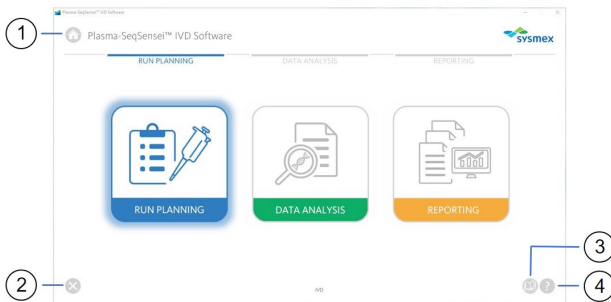 Plasma-SeqSensei™ IVD Software
1
Plasma-SeqSensei™ IVD Software
sysmex
RUN PLANNING
DATA ANALYSIS
REPORTING
RUN PLANNING
DATA ANALYSIS
REPORTING
3
2
IVD
?
4